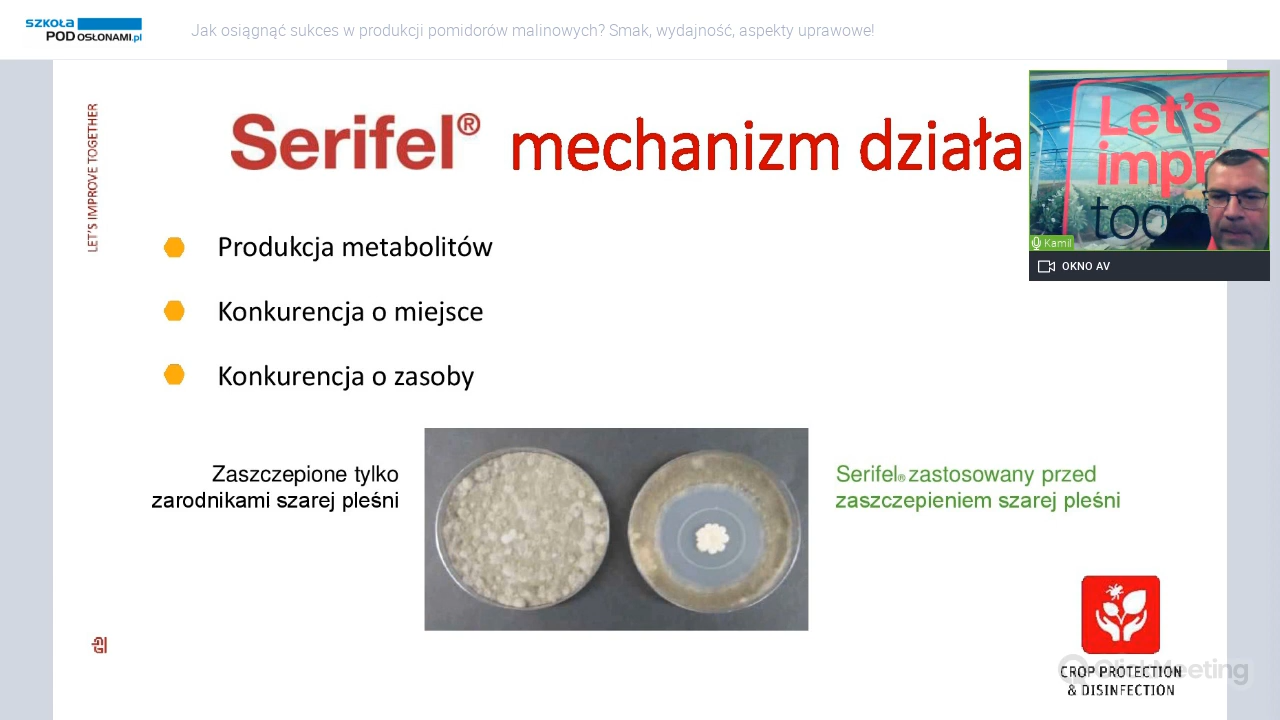 SZKOŁA
POD OSŁONAMI.pl
Jak osiągnąć sukces w produkcji pomidorów malinowych? Smak, wydajność, aspekty uprawowe!
LET'S IMPROVE TOGETHER
Serifel® mechanizm działa
Let's
impr
toge
Kamil
OKNO AV
Produkcja metabolitów
Konkurencja o miejsce
Konkurencja o zasoby
Zaszczepione tylko
zarodnikami szarej pleśni
Serifel® zastosowany przed
zaszczepieniem szarej pleśni
ClickMeeting
CROP PROTECTION
& DISINFECTION